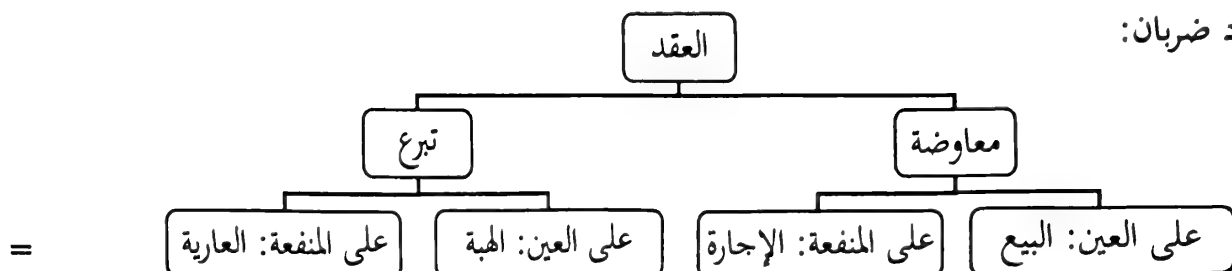 ضربان:
العقد
معاوضة
تبرع
على العين: البيع
على المنفعة: الإجارة
على العين: الهبة
على المنفعة: العارية
=